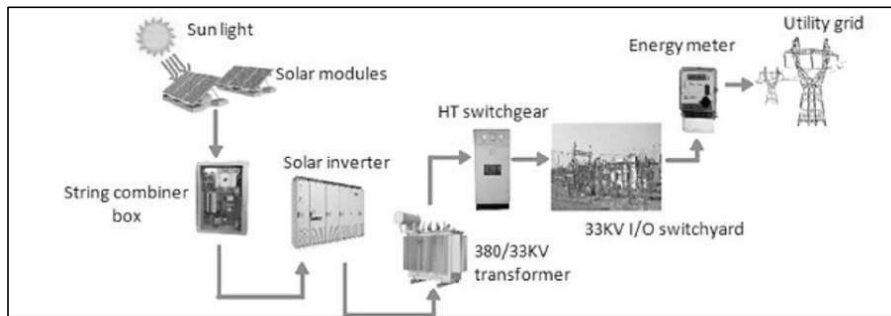 Sun light
Solar modules
String combiner
box
Solar inverter
380/33KV
transformer
HT switchgear
33KV I/O switchyard
Energy meter
Utility grid